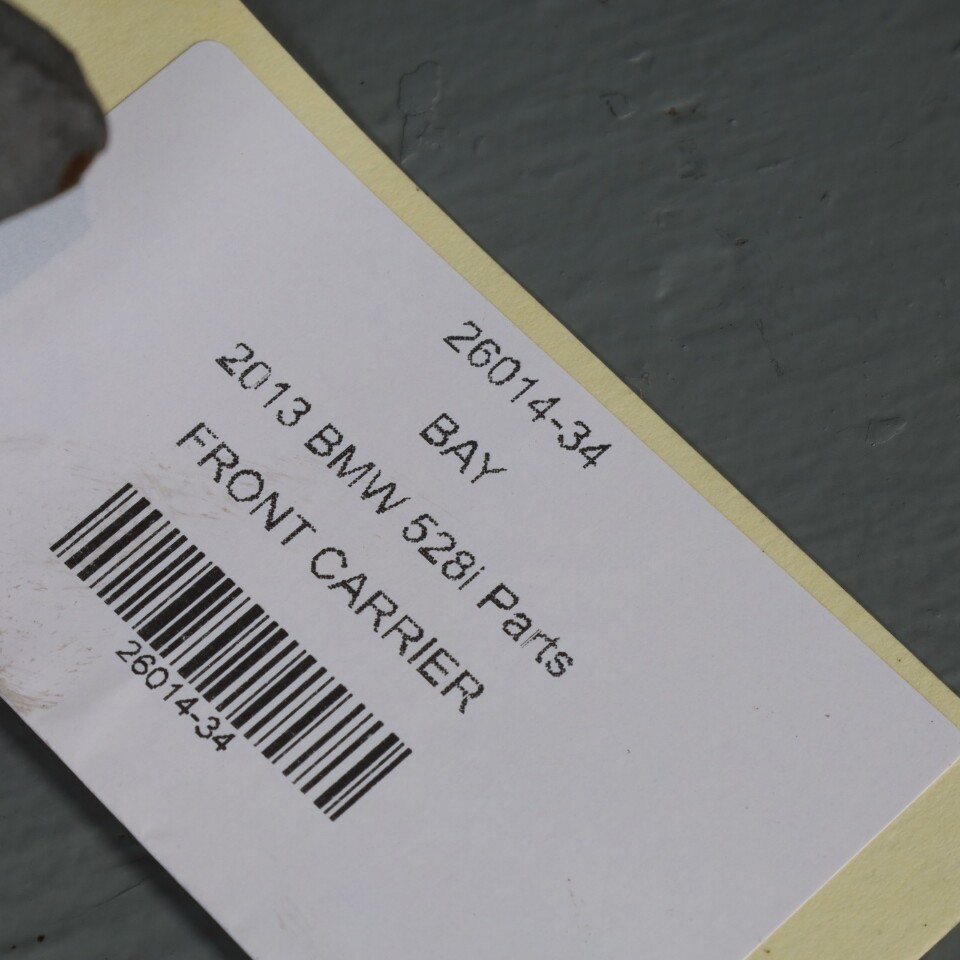 26014-34
BAY
2013 BMW 528i Parts
FRONT CARRIER
26014-34